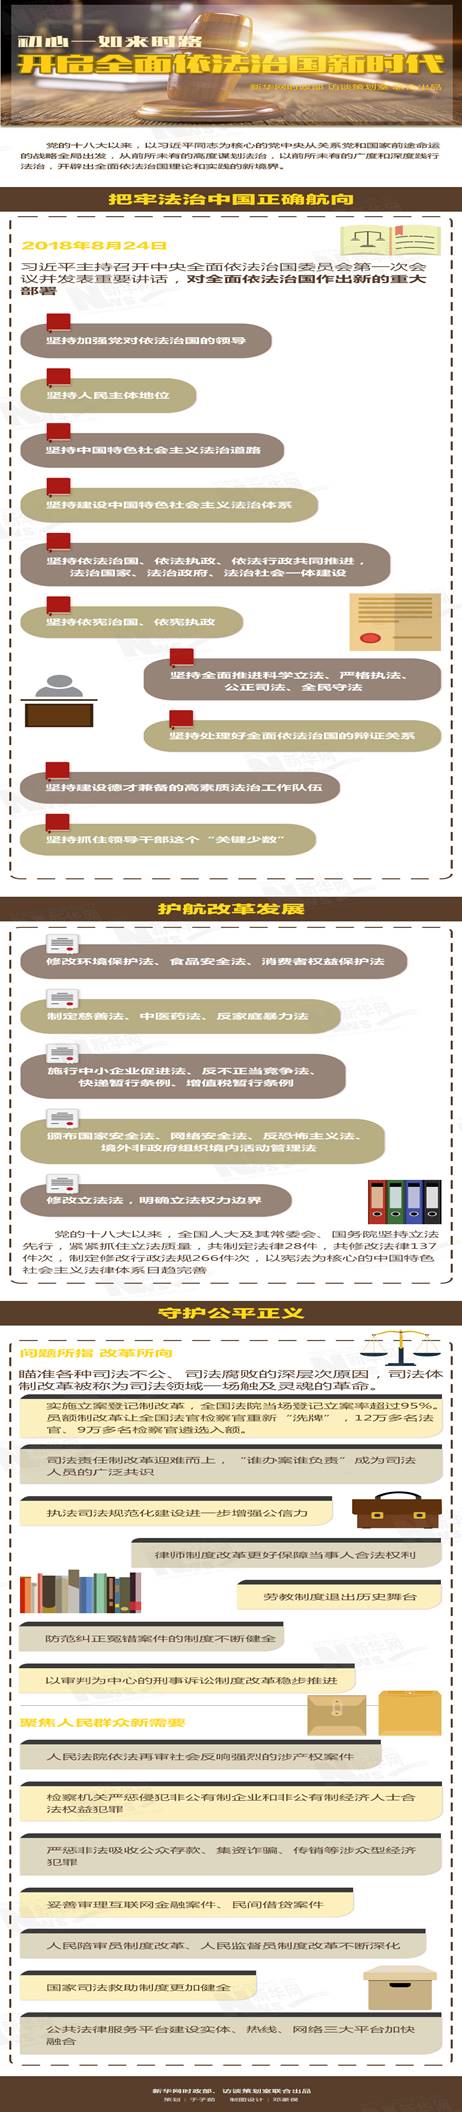 初心一如来时路
开启全面依法治国新时代
新华网时政部 访谈策划室 联合出品
党的十八大以来，以习近平同志为核心的党中央从关系党和国家前途命运
的战略全局出发，从前所未有的高度谋划法治，以前所未有的广度和深度践行
法治，开辟出全面依法治国理论和实践的新境界。
把牢法治中国正确航向
2018年8月24日
习近平主持召开中央全面依法治国委员会第一次会
议并发表重要讲话，对全面依法治国作出新的重大
部署
坚持加强党对依法治国的领导
坚持人民主体地位
坚持中国特色社会主义法治道路
坚持建设中国特色社会主义法治体系
坚持依法治国、依法执政、依法行政共同推进，
法治国家、法治政府、法治社会一体建设
坚持依宪治国、依宪执政
坚持全面推进科学立法、严格执法、
公正司法、全民守法
坚持处理好全面依法治国的辩证关系
坚持建设德才兼备的高素质法治工作队伍
坚持抓住领导干部这个“关键少数”
护航改革发展
修改环境保护法、食品安全法、消费者权益保护法
制定慈善法、中医药法、反家庭暴力法
施行中小企业促进法、反不正当竞争法、
快递暂行条例、增值税暂行条例
颁布国家安全法、网络安全法、反恐怖主义法、
境外非政府组织境内活动管理法
修改立法法，明确立法权力边界
党的十八大以来，全国人大及其常委会、国务院坚持立法
先行，紧紧抓住立法质量，共制定法律28件，共修改法律137
件次，制定修改行政法规266件次，以宪法为核心的中国特色
社会主义法律体系日趋完善
守护公平正义
问题所指 改革所向
瞄准各种司法不公、司法腐败的深层次原因，司法体
制改革被称为司法领域一场触及灵魂的革命。
实施立案登记制改革，全国法院当场登记立案率超过95%。
员额制改革让全国法官检察官重新“洗牌”，12万多名法
官、9万多名检察官遴选入额。
司法责任制改革迎难而上，“谁办案谁负责”成为司法
人员的广泛共识
执法司法规范化建设进一步增强公信力
律师制度改革更好保障当事人合法权利
劳教制度退出历史舞台
防范纠正冤错案件的制度不断健全
以审判为中心的刑事诉讼制度改革稳步推进
聚焦人民群众新需要
人民法院依法再审社会反响强烈的涉产权案件
检察机关严惩侵犯非公有制企业和非公有制经济人士合
法权益犯罪
严惩非法吸收公众存款、集资诈骗、传销等涉众型经济
犯罪
妥善审理互联网金融案件、民间借贷案件
人民陪审员制度改革、人民监督员制度改革不断深化
国家司法救助制度更加健全
公共法律服务平台建设实体、热线、网络三大平台加快
融合
新华网时政部、访谈策划室联合出品
策划：于子茹 制图设计：邓豪俣